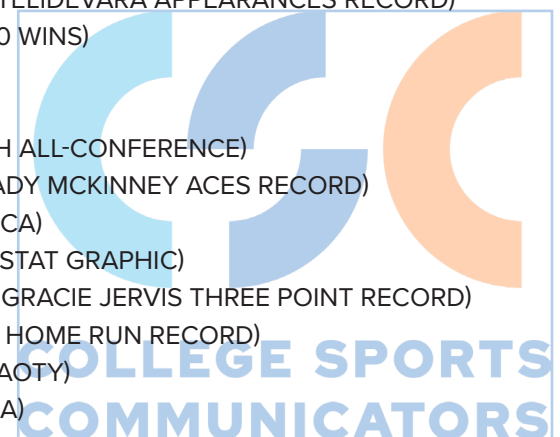 TELIDEVARA APPEARANCES RECORD)
0 WINS)
H ALL-CONFERENCE)
ADY MCKINNEY ACES RECORD)
CA)
STAT GRAPHIC)
GRACIE JERVIS THREE POINT RECORD)
HOME RUN RECORD)
AOTY)
A)
CSC
COLLEGE SPORTS
COMMUNICATORS